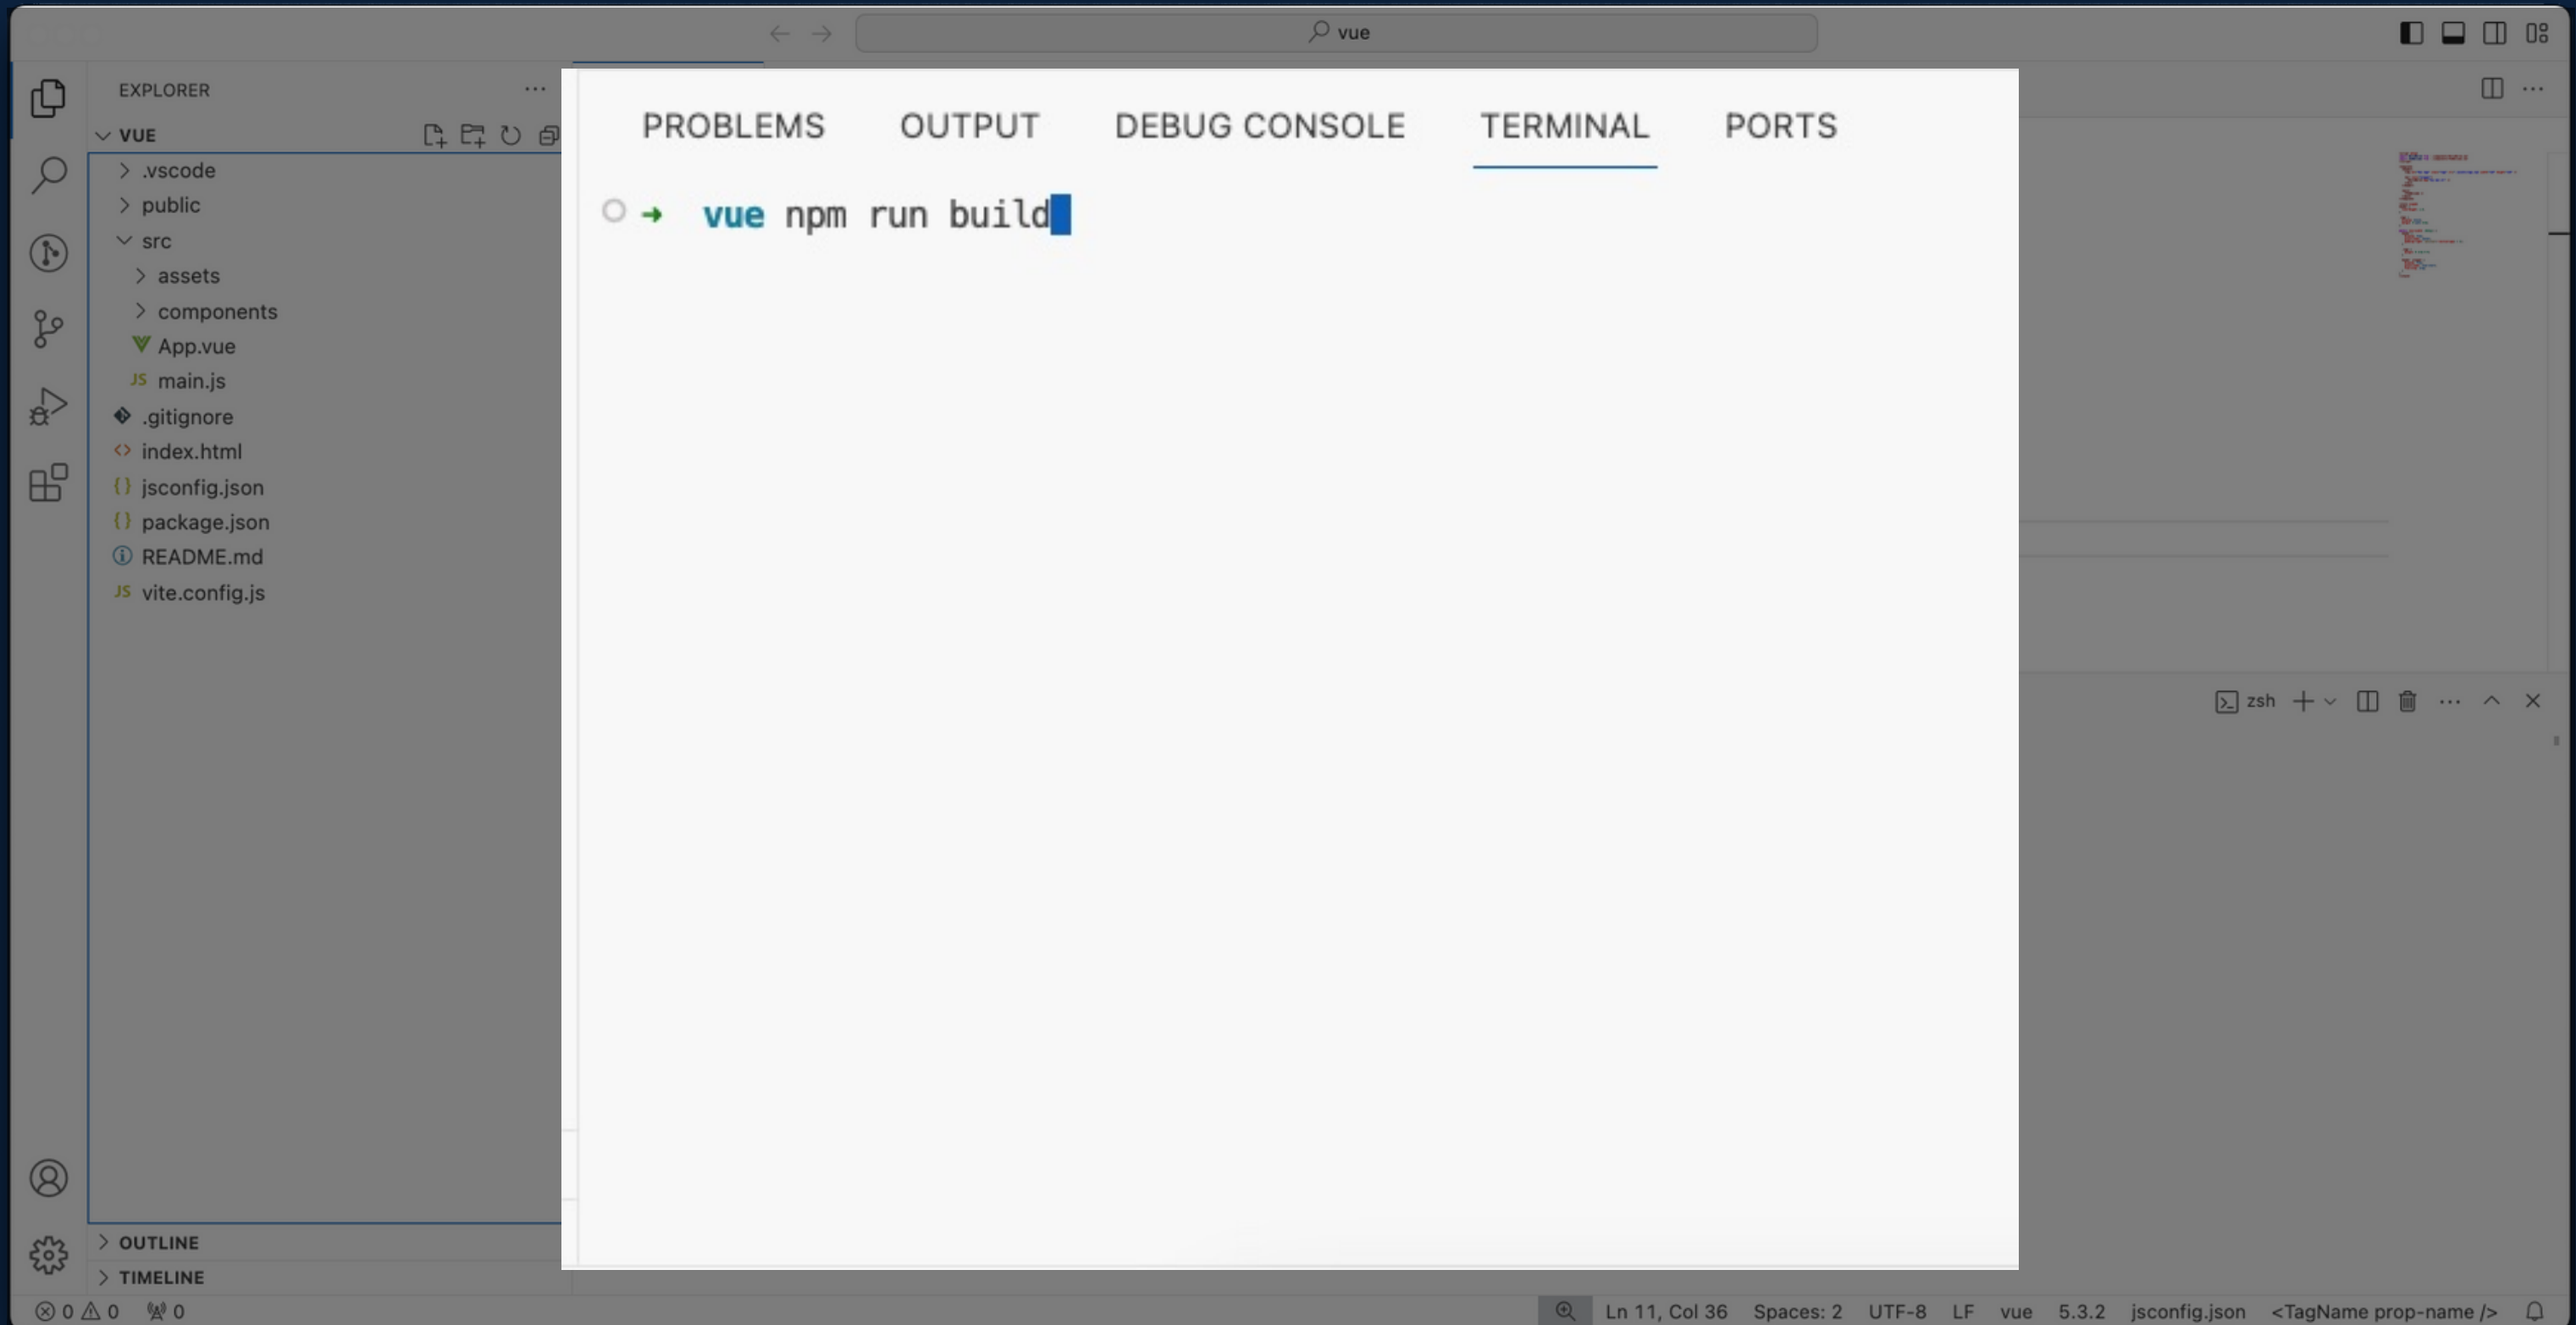 vue
EXPLORER
VUE
.vscode
public
src
assets
components
App.vue
JS main.js
.gitignore
<> index.html
{} jsconfig.json
{} package.json
README.md
JS vite.config.js
OUTLINE
TIMELINE
PROBLEMS OUTPUT DEBUG CONSOLE TERMINAL PORTS
vue npm run build
zsh
0 0 0
Ln 11, Col 36 Spaces: 2 UTF-8 LF vue 5.3.2 jsconfig.json <TagName prop-name />